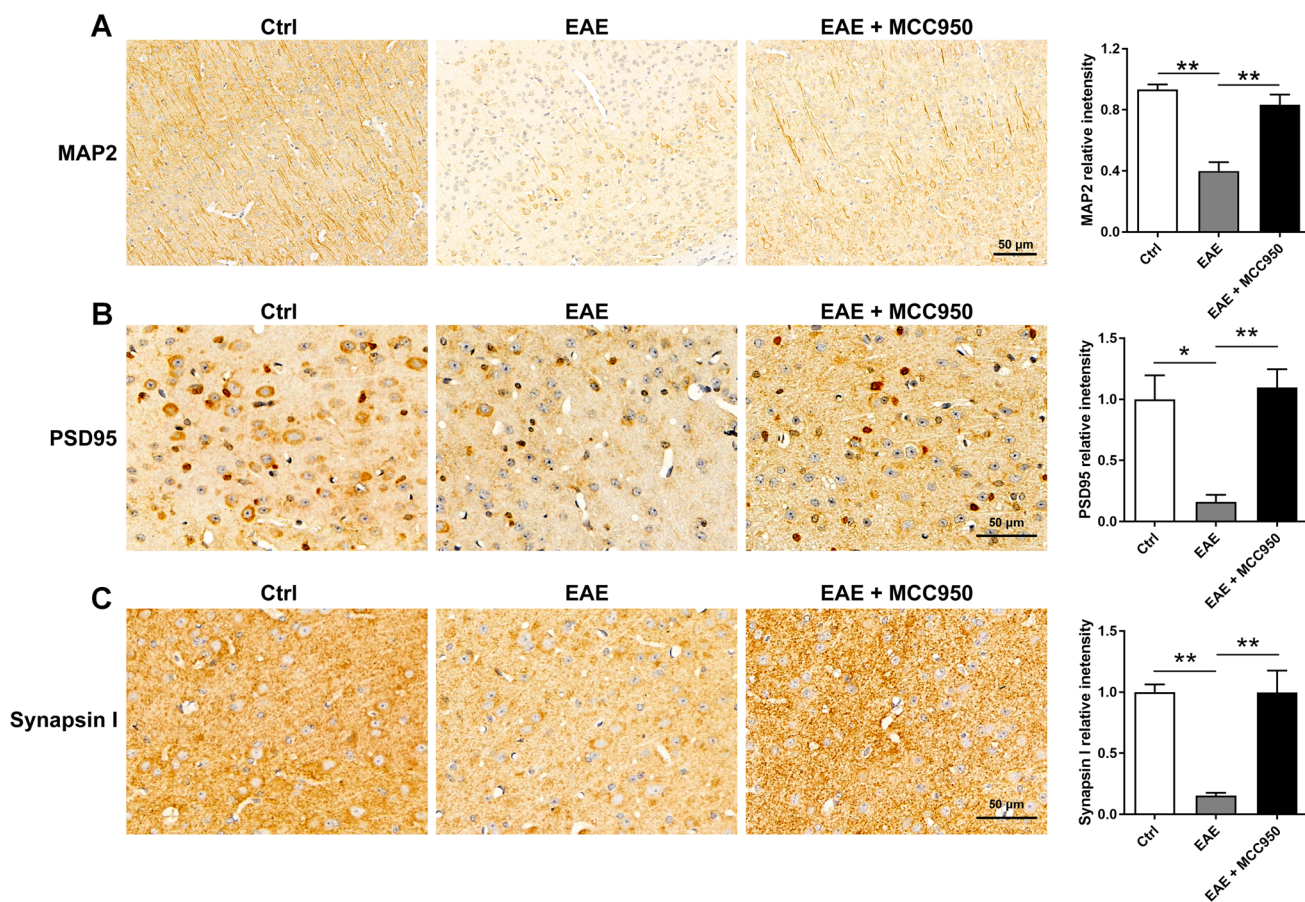 A
Ctrl
EAE
EAE + MCC950
MAP2
50 µm
MAP2 relative inetensity
1.2
0.8
0.4
0.0
**
**
Ctrl
EAE
EAE + MCC950
B
Ctrl
EAE
EAE + MCC950
PSD95
50 µm
PSD95 relative inetensity
1.5
1.0
0.5
0.0
*
**
Ctrl
EAE
EAE + MCC950
C
Ctrl
EAE
EAE + MCC950
Synapsin I
50 µm
Synapsin I relative inetensity
1.5
1.0
0.5
0.0
**
**
Ctrl
EAE
EAE + MCC950